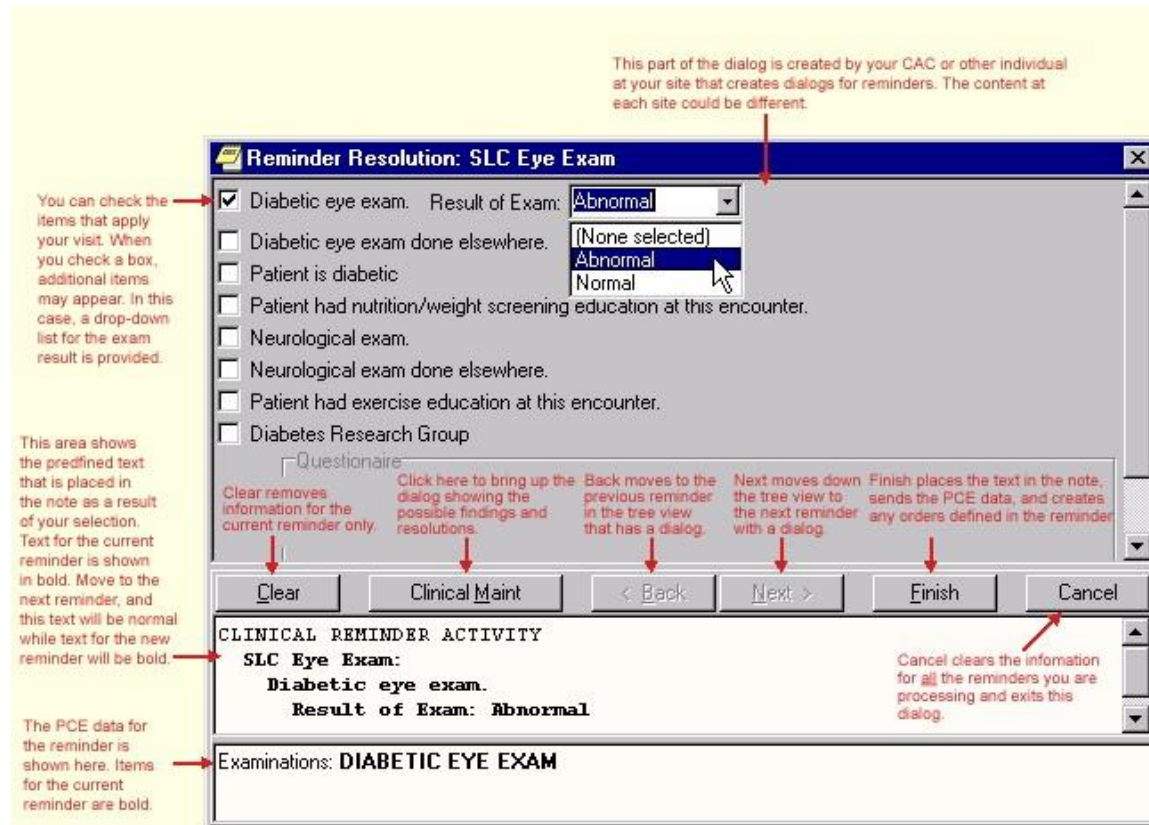 This part of the dialog is created by your CAC or other individual
at your site that creates dialogs for reminders. The content at
each site could be different.
Reminder Resolution: SLC Eye Exam
You can check the
items that apply
your visit. When
you check a box,
additional items
may appear. In this
case, a drop-down
list for the exam
result is provided.
Diabetic eye exam. Result of Exam: Abnormal
(None selected)
Abnormal
Normal
Diabetic eye exam done elsewhere.
Patient is diabetic
Patient had nutrition/weight screening education at this encounter.
Neurological exam.
Neurological exam done elsewhere.
Patient had exercise education at this encounter.
Diabetes Research Group
Questionaire
This area shows
the predfined text
that is placed in
the note as a result
of your selection.
Text for the current
reminder is shown
in bold. Move to the
next reminder, and
this text will be normal
while text for the new
reminder will be bold.
Clear removes
information for the
current reminder only.
Click here to bring up the
dialog showing the
possible findings and
resolutions.
Back moves to the
previous reminder
in the tree view
that has a dialog.
Next moves down
the tree view to
the next reminder
with a dialog.
Finish places the text in the note,
sends the PCE data, and creates
any orders defined in the reminder
Clear
Clinical Maint
< Back
Next >
Finish
Cancel
CLINICAL REMINDER ACTIVITY
SLC Eye Exam:
Diabetic eye exam.
Result of Exam: Abnormal
Cancel clears the infomation
for all the reminders you are
processing and exits this
dialog.
The PCE data for
the reminder is
shown here. Items
for the current
reminder are bold.
Examinations: DIABETIC EYE EXAM